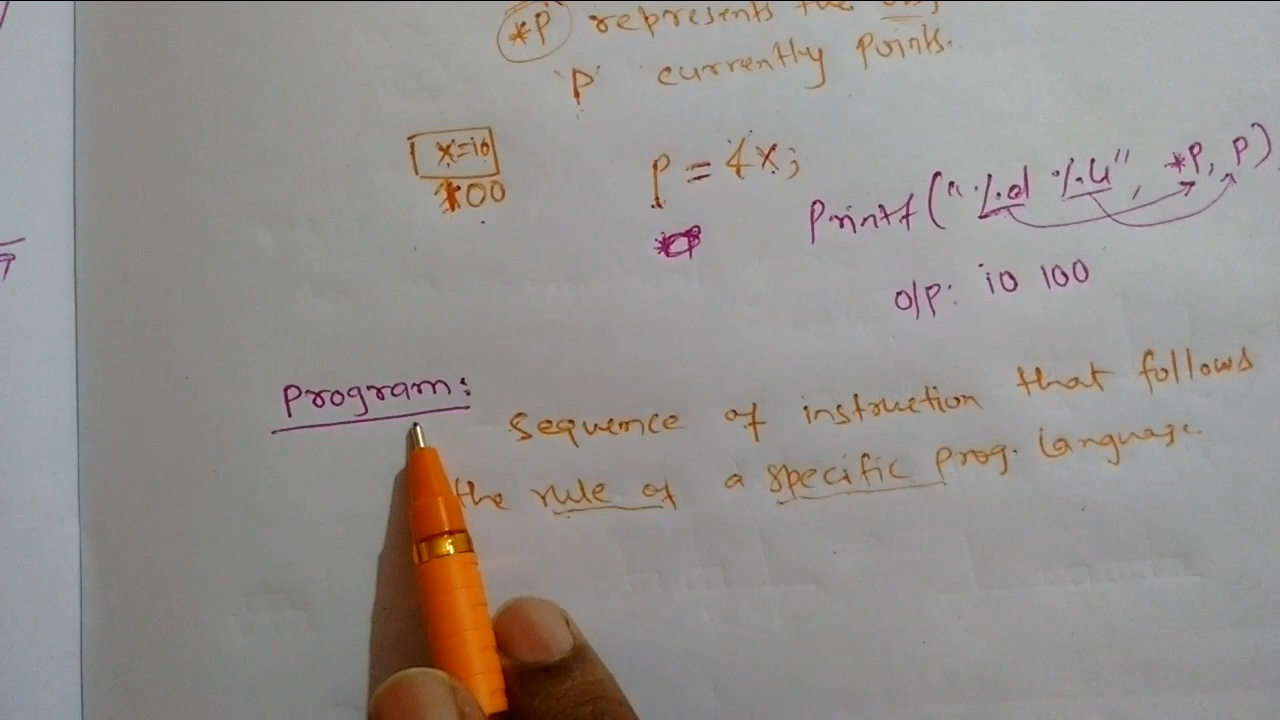 *P represents the obj
'P' currently points.
x=10
100
P = &x;
Printf("%d %u", *P, P)
O/P: 10 100
Program:
Sequence of instruction that follows
the rule of a specific prog. language.